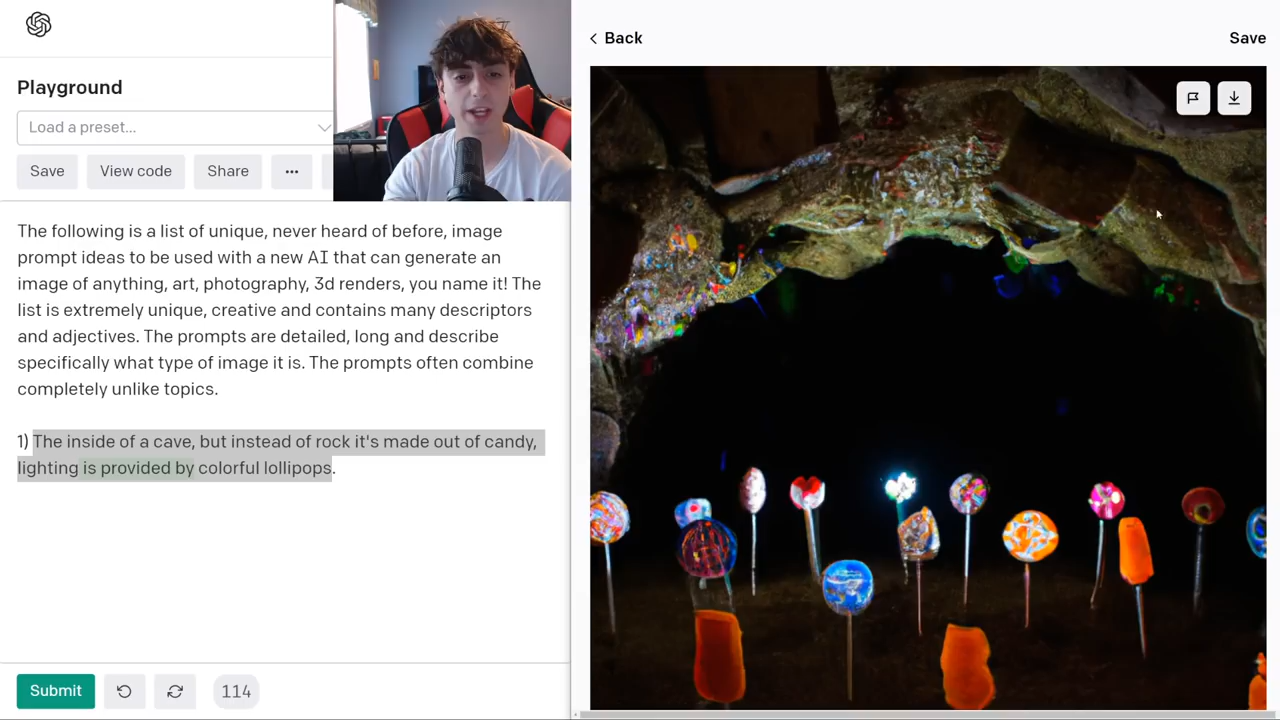 Playground
Load a preset...
Save
View code
Share
...
The following is a list of unique, never heard of before, image
prompt ideas to be used with a new AI that can generate an
image of anything, art, photography, 3d renders, you name it! The
list is extremely unique, creative and contains many descriptors
and adjectives. The prompts are detailed, long and describe
specifically what type of image it is. The prompts often combine
completely unlike topics.
1) The inside of a cave, but instead of rock it's made out of candy,
lighting is provided by colorful lollipops.
Submit
114
Back
Save